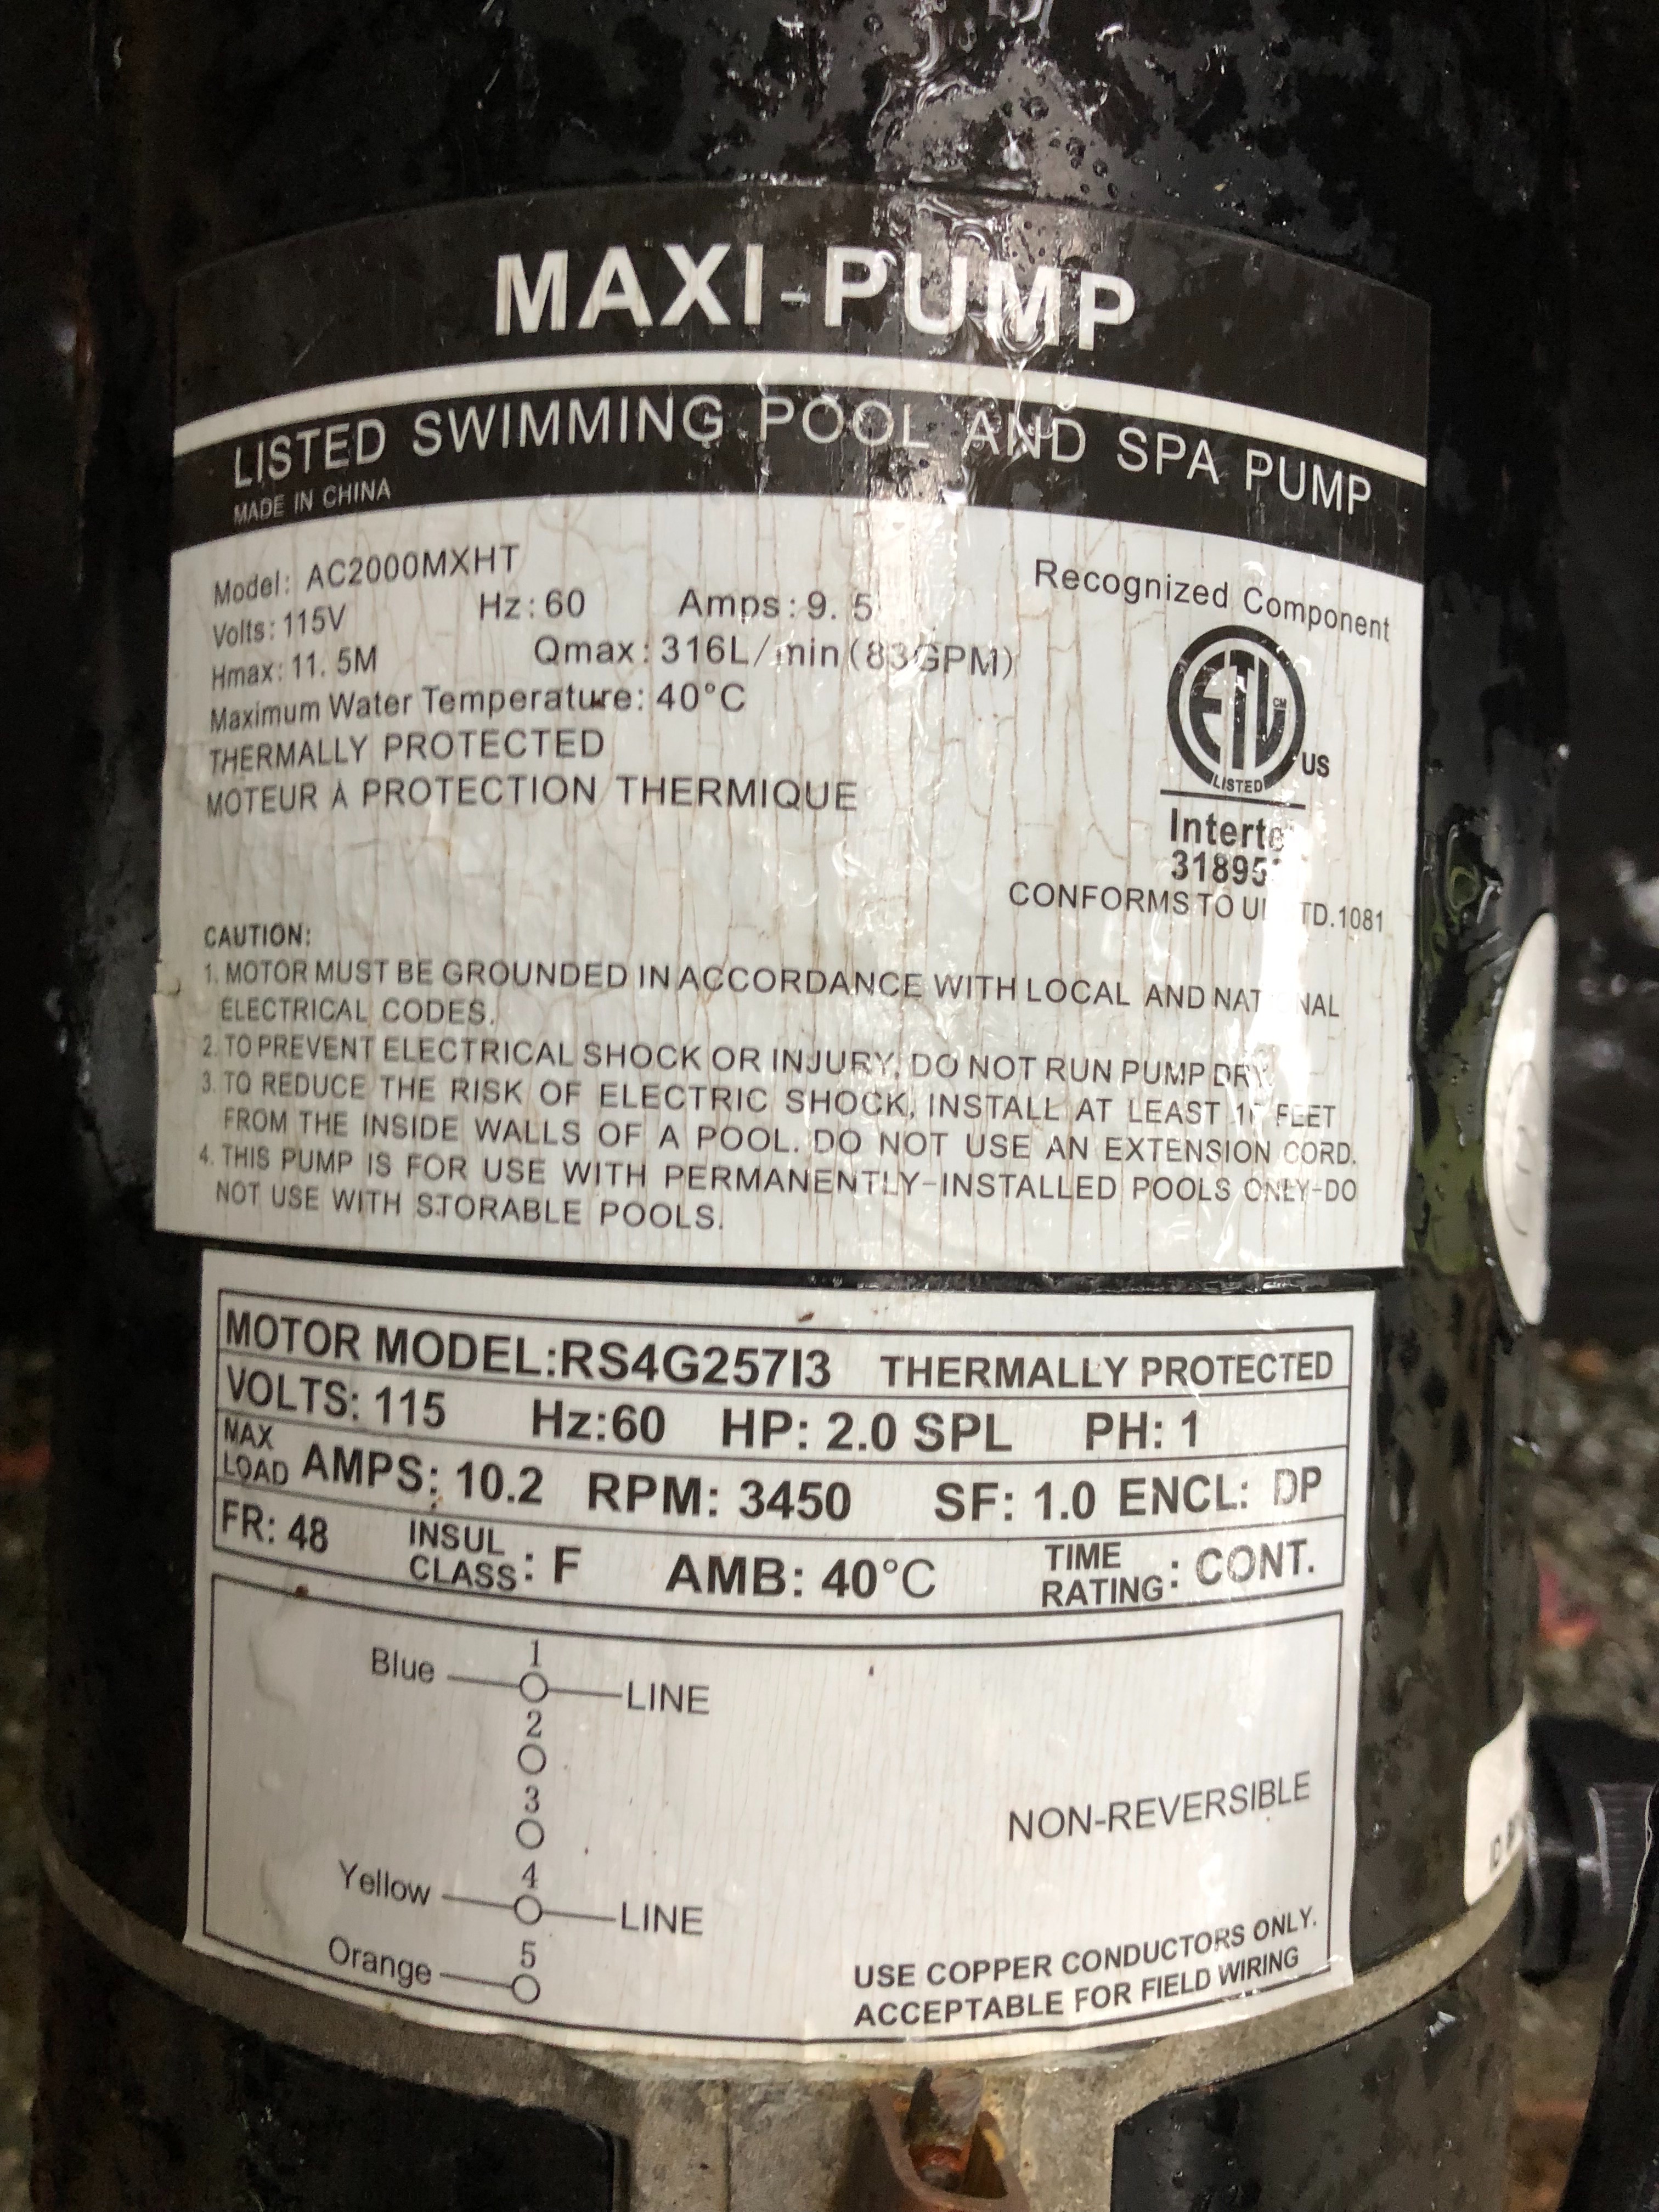 MAXI-PUMP
LISTED SWIMMING POOL AND SPA PUMP
MADE IN CHINA
Model: AC2000MXHT
Volts: 115V Hz:60 Amps:9.5
Hmax: 11.5M Qmax:316L/min(83GPM)
Maximum Water Temperature: 40°C
THERMALLY PROTECTED
MOTEUR À PROTECTION THERMIQUE
Recognized Component
ETL
CM
US
LISTED
CONFORMS TO
CAUTION:
1. MOTOR MUST BE GROUNDED IN ACCORDANCE WITH LOCAL AND
ELECTRICAL CODES.
2. TO PREVENT ELECTRICAL SHOCK OR INJURY, DO NOT RUN PUMP DRY
3. TO REDUCE THE RISK OF ELECTRIC SHOCK, INSTALL AT LEAST FEET
FROM THE INSIDE WALLS OF A POOL. DO NOT USE AN EXTENSION CORD.
4. THIS PUMP IS FOR USE WITH PERMANENTLY-INSTALLED POOLS ONLY-DO
NOT USE WITH STORABLE POOLS.
MOTOR MODEL:RS4G257I3 THERMALLY PROTECTED
VOLTS: 115 Hz:60 HP: 2.0 SPL PH: 1
MAX LOAD AMPS: 10.2 RPM: 3450 SF: 1.0 ENCL: DP
FR: 48 INSUL CLASS: F AMB: 40°C TIME RATING: CONT.
1
Blue LINE
2
3
NON-REVERSIBLE
4
Yellow LINE
5
Orange
USE COPPER CONDUCTORS ONLY.
ACCEPTABLE FOR FIELD WIRING